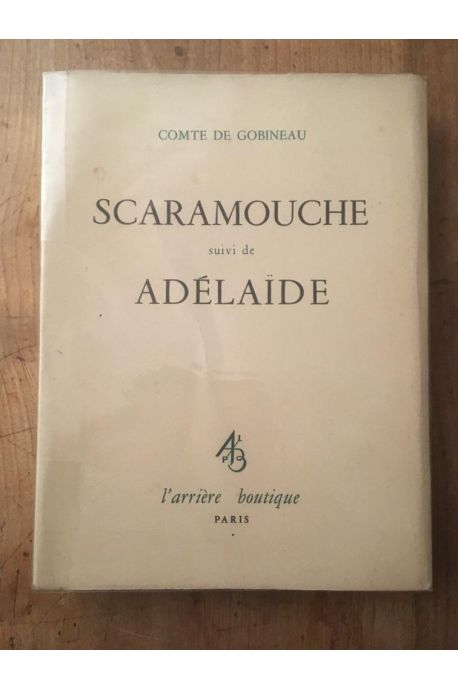 COMTE DE GOBINEAU
SCARAMOUCHE
suivi de
ADÉLAÏDE
l'arrière boutique
PARIS